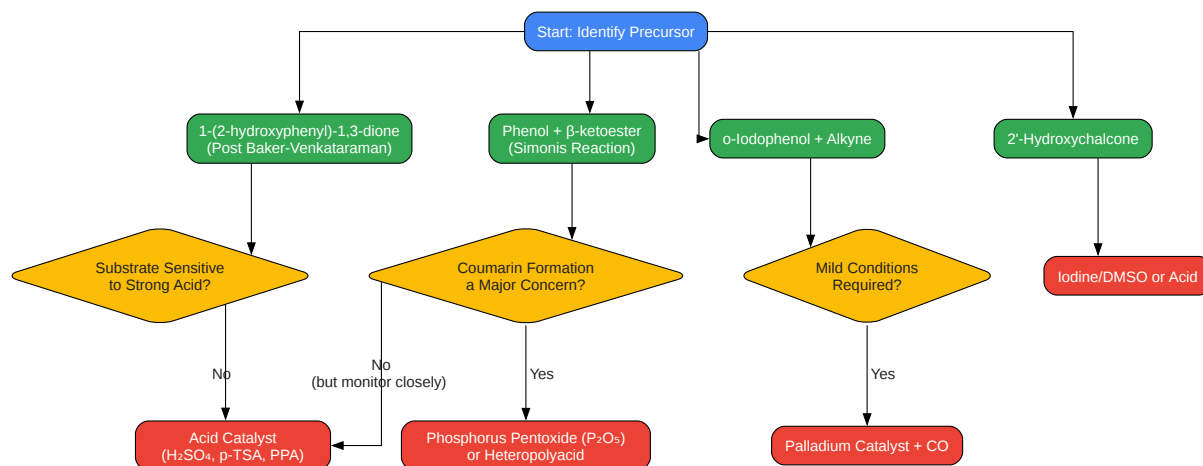 Start: Identify Precursor
1-(2-hydroxyphenyl)-1,3-dione
(Post Baker-Venkataraman)
Phenol + β-ketoester
(Simonis Reaction)
o-Iodophenol + Alkyne
2'-Hydroxychalcone
Substrate Sensitive
to Strong Acid?
Coumarin Formation
a Major Concern?
Mild Conditions
Required?
Iodine/DMSO or Acid
No
No
(but monitor closely)
Yes
Yes
Acid Catalyst
(H₂SO₄, p-TSA, PPA)
Phosphorus Pentoxide (P₂O₅)
or Heteropolyacid
Palladium Catalyst + CO